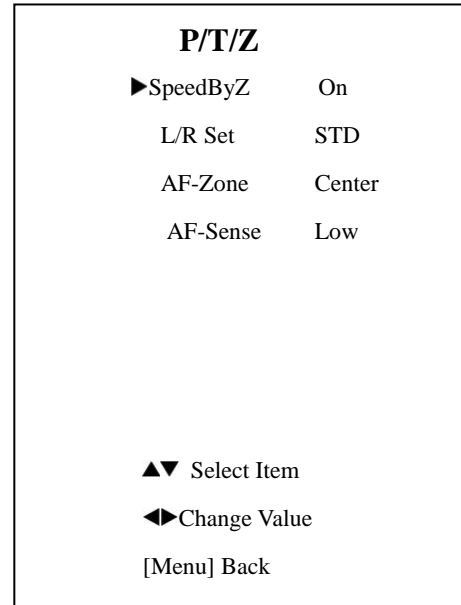 P/T/Z
▶SpeedByZ On
L/R Set STD
AF-Zone Center
AF-Sense Low
▲▼ Select Item
◀▶Change Value
[Menu] Back